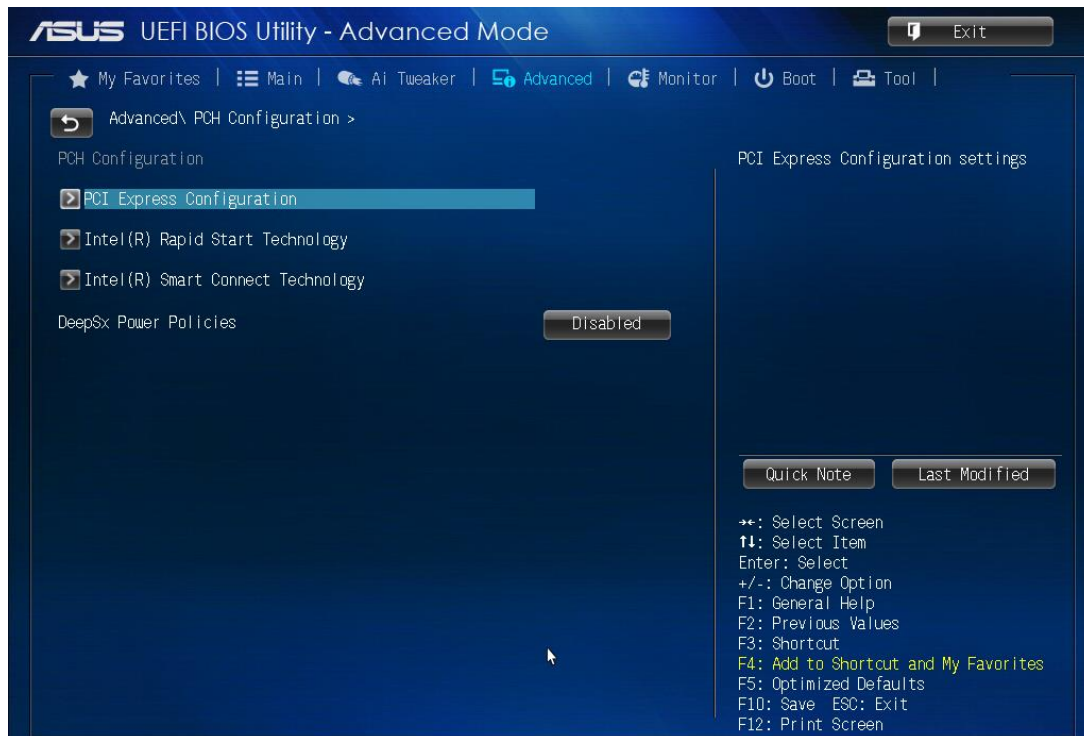 ASUS UEFI BIOS Utility - Advanced Mode
Exit
My Favorites | Main | Ai Tweaker | Advanced | Monitor | Boot | Tool |
Advanced\ PCH Configuration >
PCH Configuration
PCI Express Configuration settings
PCI Express Configuration
Intel(R) Rapid Start Technology
Intel(R) Smart Connect Technology
DeepSx Power Policies Disabled
Quick Note Last Modified
→←: Select Screen
↑↓: Select Item
Enter: Select
+/-: Change Option
F1: General Help
F2: Previous Values
F3: Shortcut
F4: Add to Shortcut and My Favorites
F5: Optimized Defaults
F10: Save ESC: Exit
F12: Print Screen